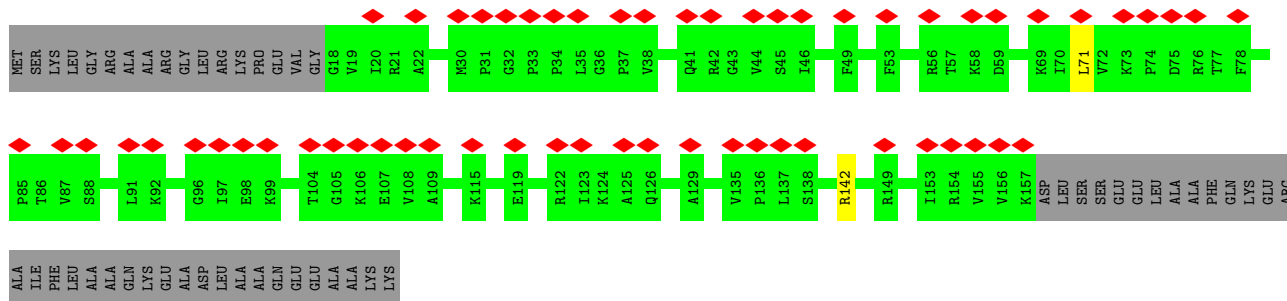 MET SER LYS LEU GLY ARG ALA ALA ARG GLY LEU ARG LYS PRO GLU VAL GLY G18 V19 I20 R21 A22 M30 P31 G32 P33 P34 L35 G36 P37 V38 Q41 R42 G43 V44 S45 I46 F49 F53 R56 T57 K58 D59 K69 I70 L71 V72 K73 P74 D75 R76 T77 F78
P85 T86 V87 S88 L91 K92 G96 I97 E98 K99 T104 G105 K106 E107 V108 A109 K115 E119 R122 I123 K124 A125 Q126 A129 V135 P136 L137 S138 R142 R149 I153 R154 V155 V156 K157 ASP LEU SER SER GLU GLU LEU ALA ALA PHE GLN LYS GLU ARG
ALA ILE PHE LEU ALA ALA GLN LYS GLU ALA ASP LEU ALA ALA GLN GLU GLU ALA ALA LYS LYS